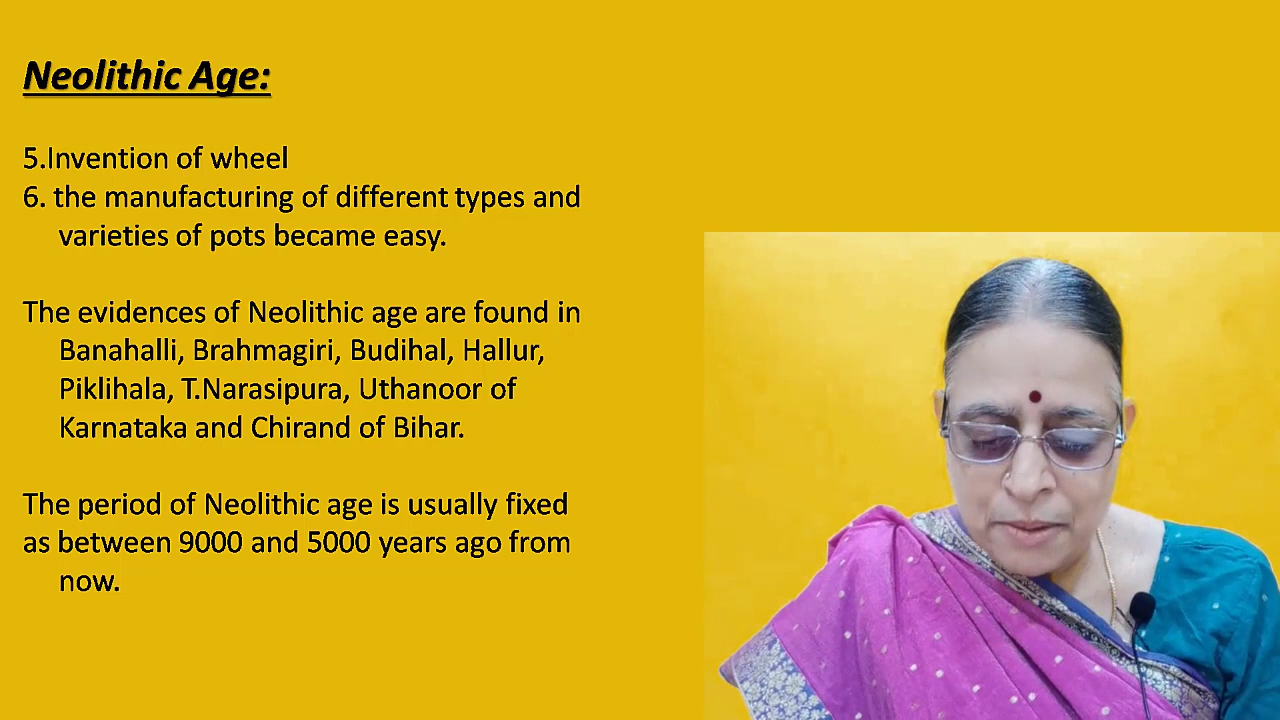 Neolithic Age:
5.Invention of wheel
6. the manufacturing of different types and
varieties of pots became easy.
The evidences of Neolithic age are found in
Banahalli, Brahmagiri, Budihal, Hallur,
Piklihala, T.Narasipura, Uthanoor of
Karnataka and Chirand of Bihar.
The period of Neolithic age is usually fixed
as between 9000 and 5000 years ago from
now.